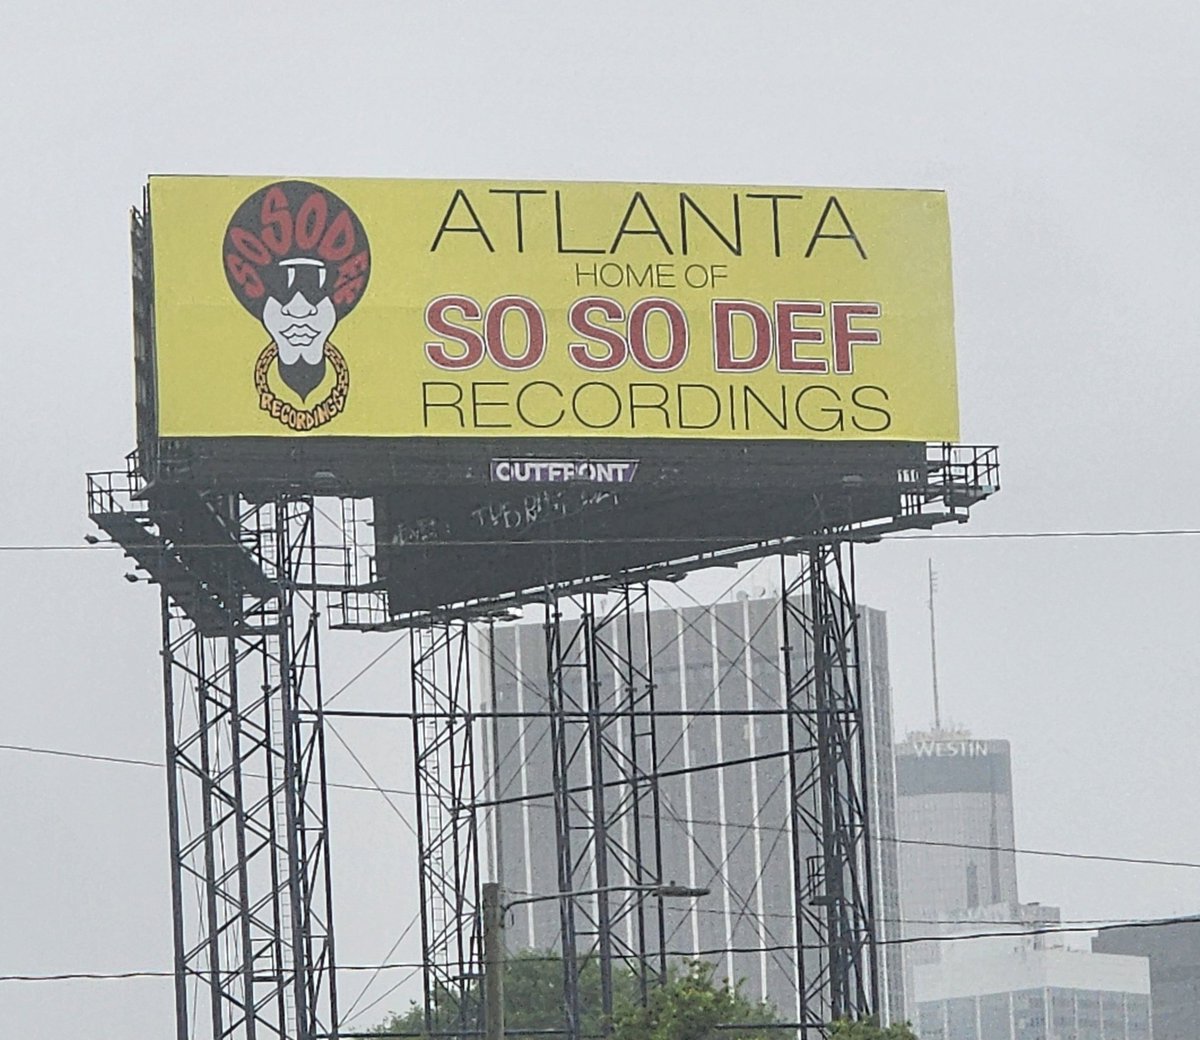 SO SO DEF
RECORDINGS
ATLANTA
HOME OF
SO SO DEF
RECORDINGS
OUTFRONT
WESTIN